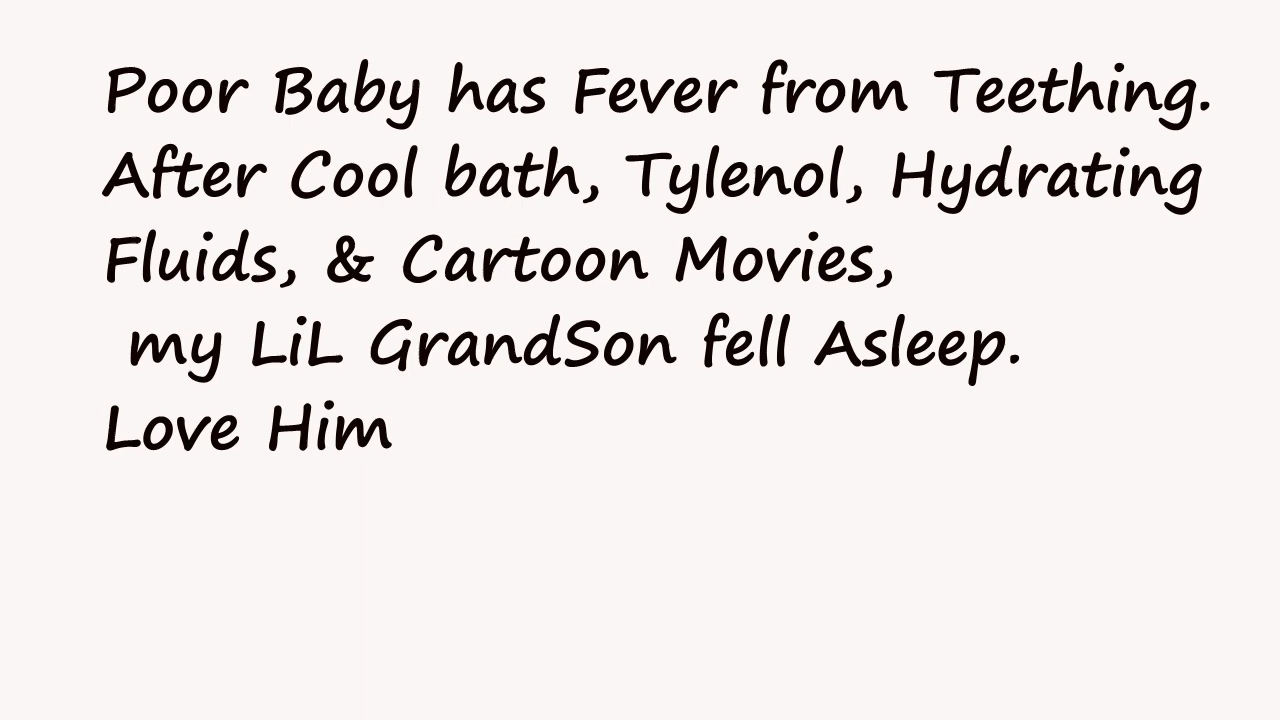 Poor Baby has Fever from Teething.
After Cool bath, Tylenol, Hydrating
Fluids, & Cartoon Movies,
my LiL GrandSon fell Asleep.
Love Him